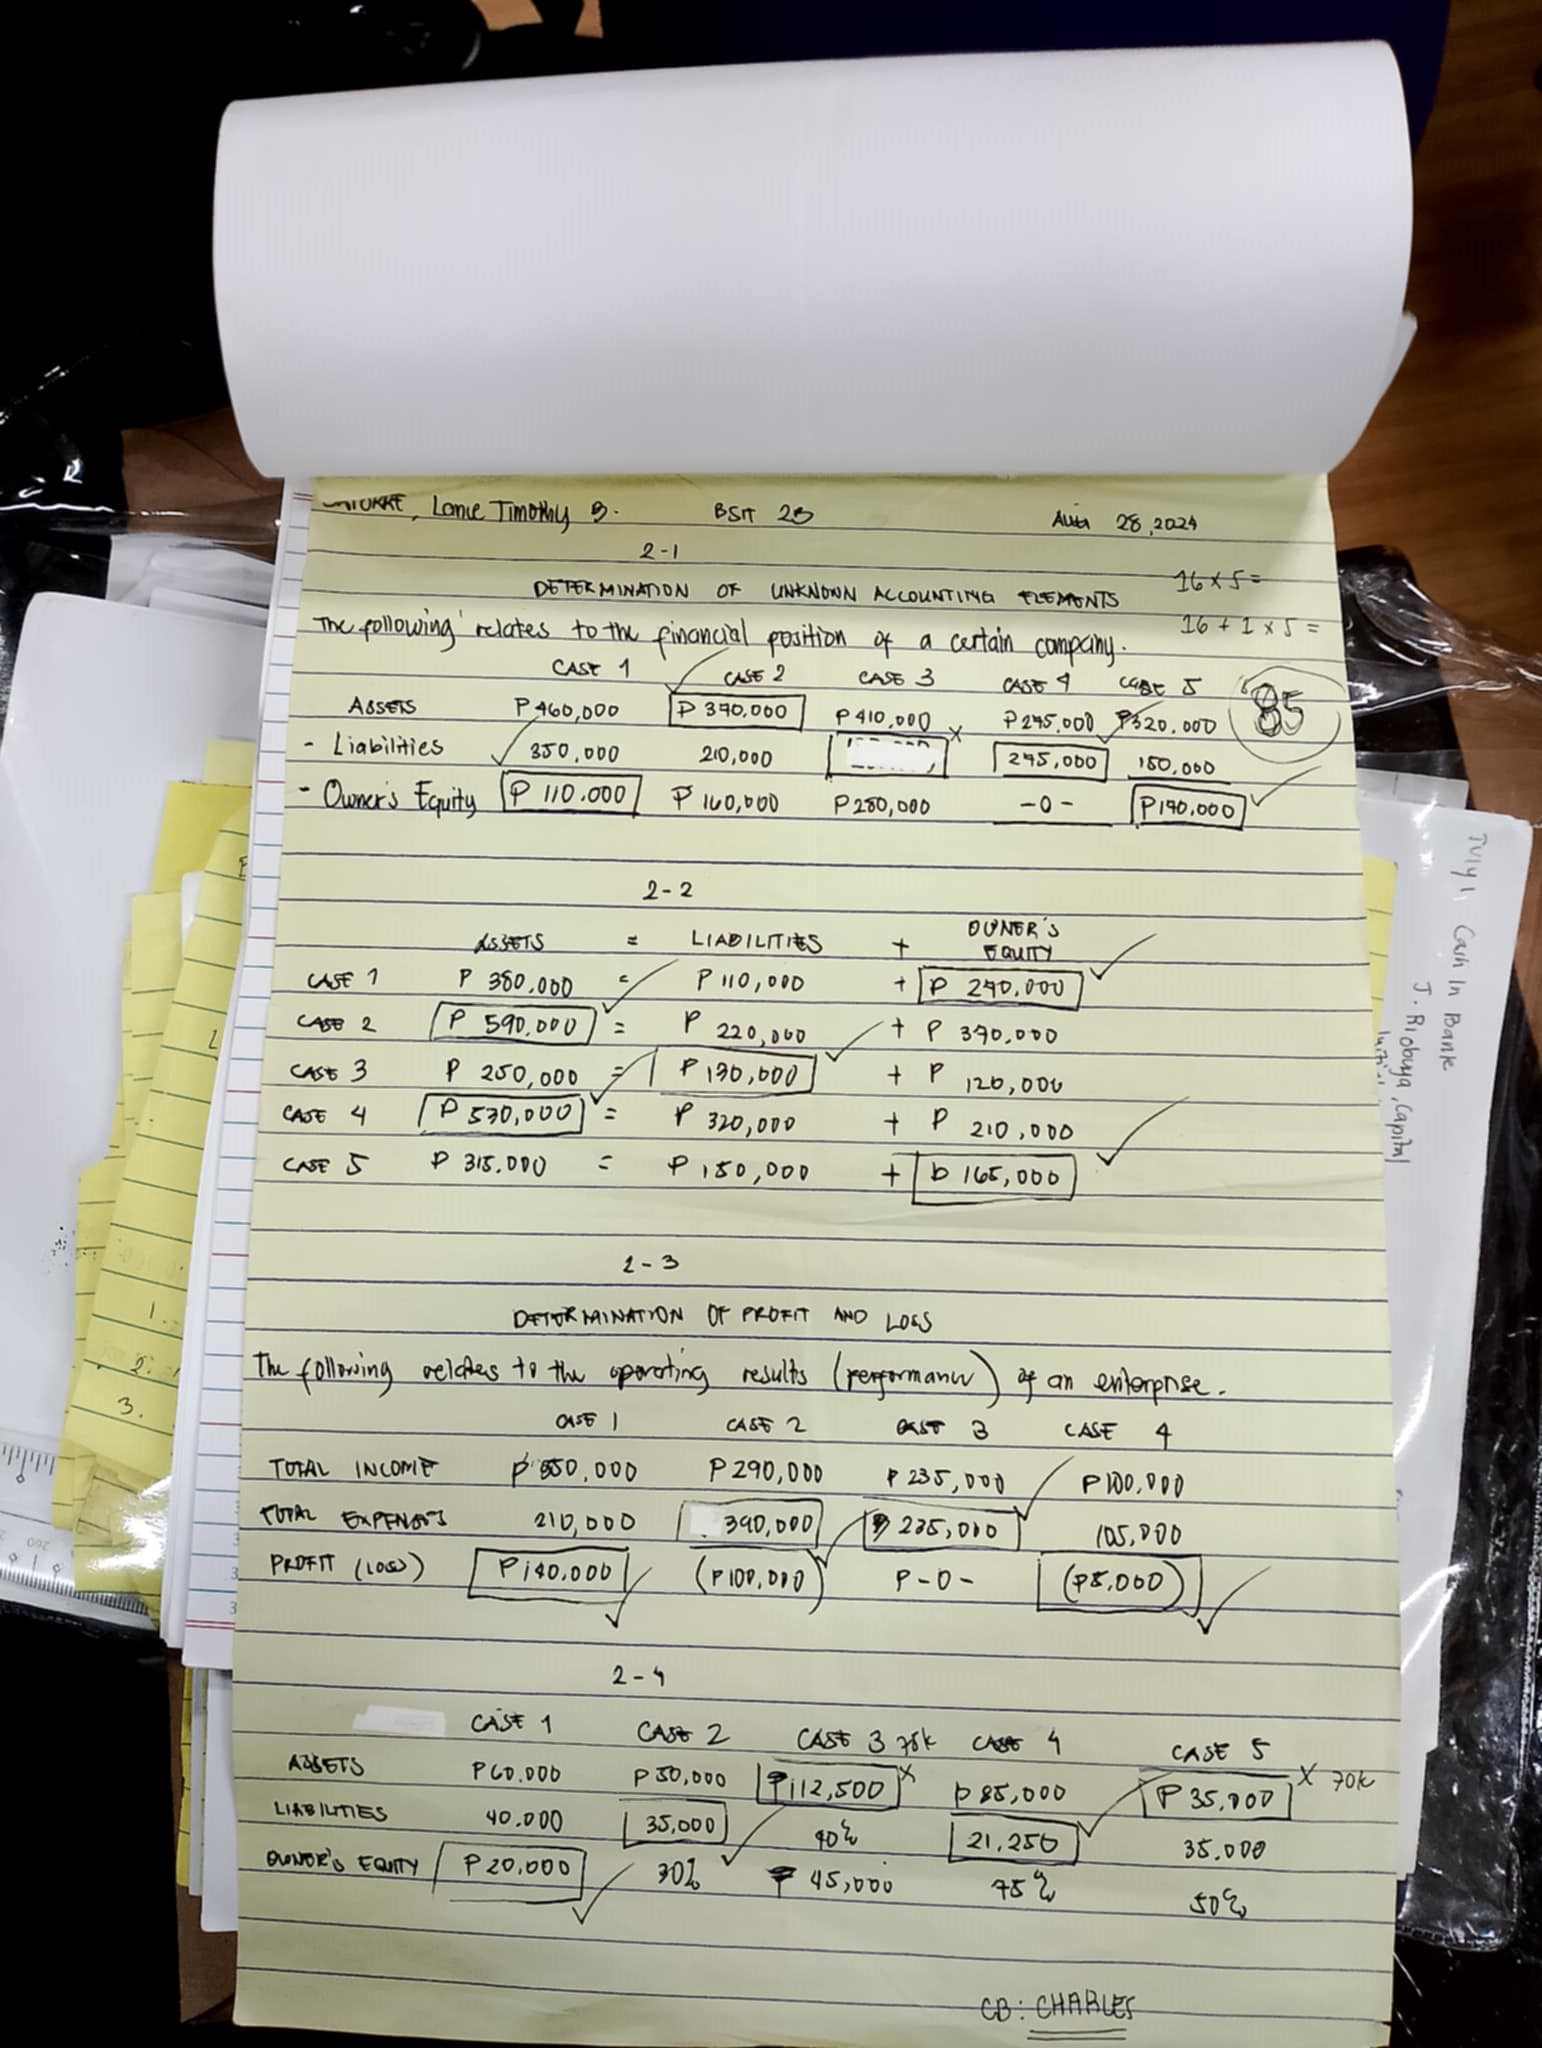 Lance Timothy B. BSIT 2B Aug 28, 2024
2-1
16 x 5 =
DETERMINATION OF UNKNOWN ACCOUNTING ELEMENTS
16 + 1 x 5 =
The following relates to the financial position of a certain company.
CASE 1 CASE 2 CASE 3 CASE 4 CASE 5
85
ASSETS ₱460,000 ₱370,000 ₱410,000 x ₱245,000 ₱320,000
- Liabilities 350,000 210,000 245,000 150,000
- Owner's Equity ₱110,000 ₱160,000 ₱280,000 -0- ₱170,000
2-2
ASSETS = LIABILITIES + OWNER'S EQUITY
CASE 1 ₱ 380,000 = ₱ 110,000 + ₱ 270,000
CASE 2 ₱ 590,000 = ₱ 220,000 + ₱ 370,000
CASE 3 ₱ 250,000 = ₱ 130,000 + ₱ 120,000
CASE 4 ₱ 530,000 = ₱ 320,000 + ₱ 210,000
CASE 5 ₱ 315,000 = ₱ 150,000 + ₱ 165,000
2-3
DETERMINATION OF PROFIT AND LOSS
The following relates to the operating results (performance) of an enterprise.
CASE 1 CASE 2 CASE 3 CASE 4
TOTAL INCOME ₱350,000 ₱290,000 ₱235,000 ₱100,000
TOTAL EXPENSES 210,000 390,000 ₱ 235,000 105,000
PROFIT (LOSS) ₱140,000 (₱100,000) ₱-0- (₱5,000)
2-4
CASE 1 CASE 2 CASE 3 75k CASE 4 CASE 5
ASSETS ₱60,000 ₱50,000 ₱112,500 x ₱85,000 ₱35,000 x 70k
LIABILITIES 40,000 35,000 40% 21,250 35,000
OWNER'S EQUITY ₱20,000 30% ₱ 45,000 75% 50%
CB: CHARLES
July 1 Cash In Bank
J. Riobuya, Capital
1.
2.
3.